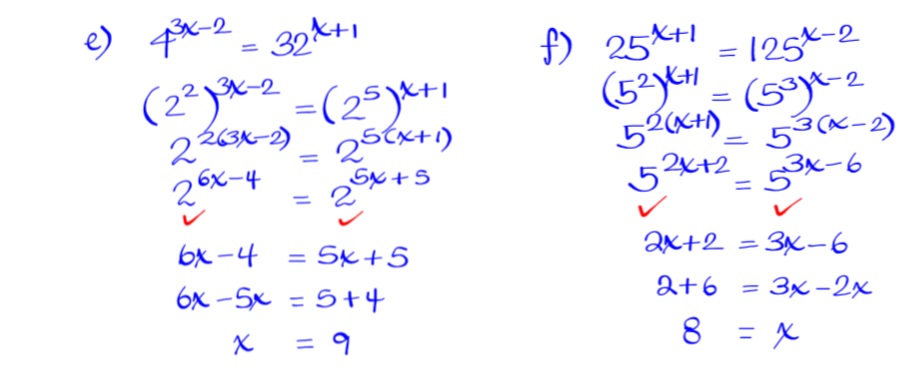 e) 4^{3x-2} = 32^{x+1}
(2^2)^{3x-2} = (2^5)^{x+1}
2^{2(3x-2)} = 2^{5(x+1)}
2^{6x-4} = 2^{5x+5}
✓ ✓
6x-4 = 5x+5
6x-5x = 5+4
x = 9
f) 25^{x+1} = 125^{x-2}
(5^2)^{x+1} = (5^3)^{x-2}
5^{2(x+1)} = 5^{3(x-2)}
5^{2x+2} = 5^{3x-6}
✓ ✓
2x+2 = 3x-6
2+6 = 3x-2x
8 = x